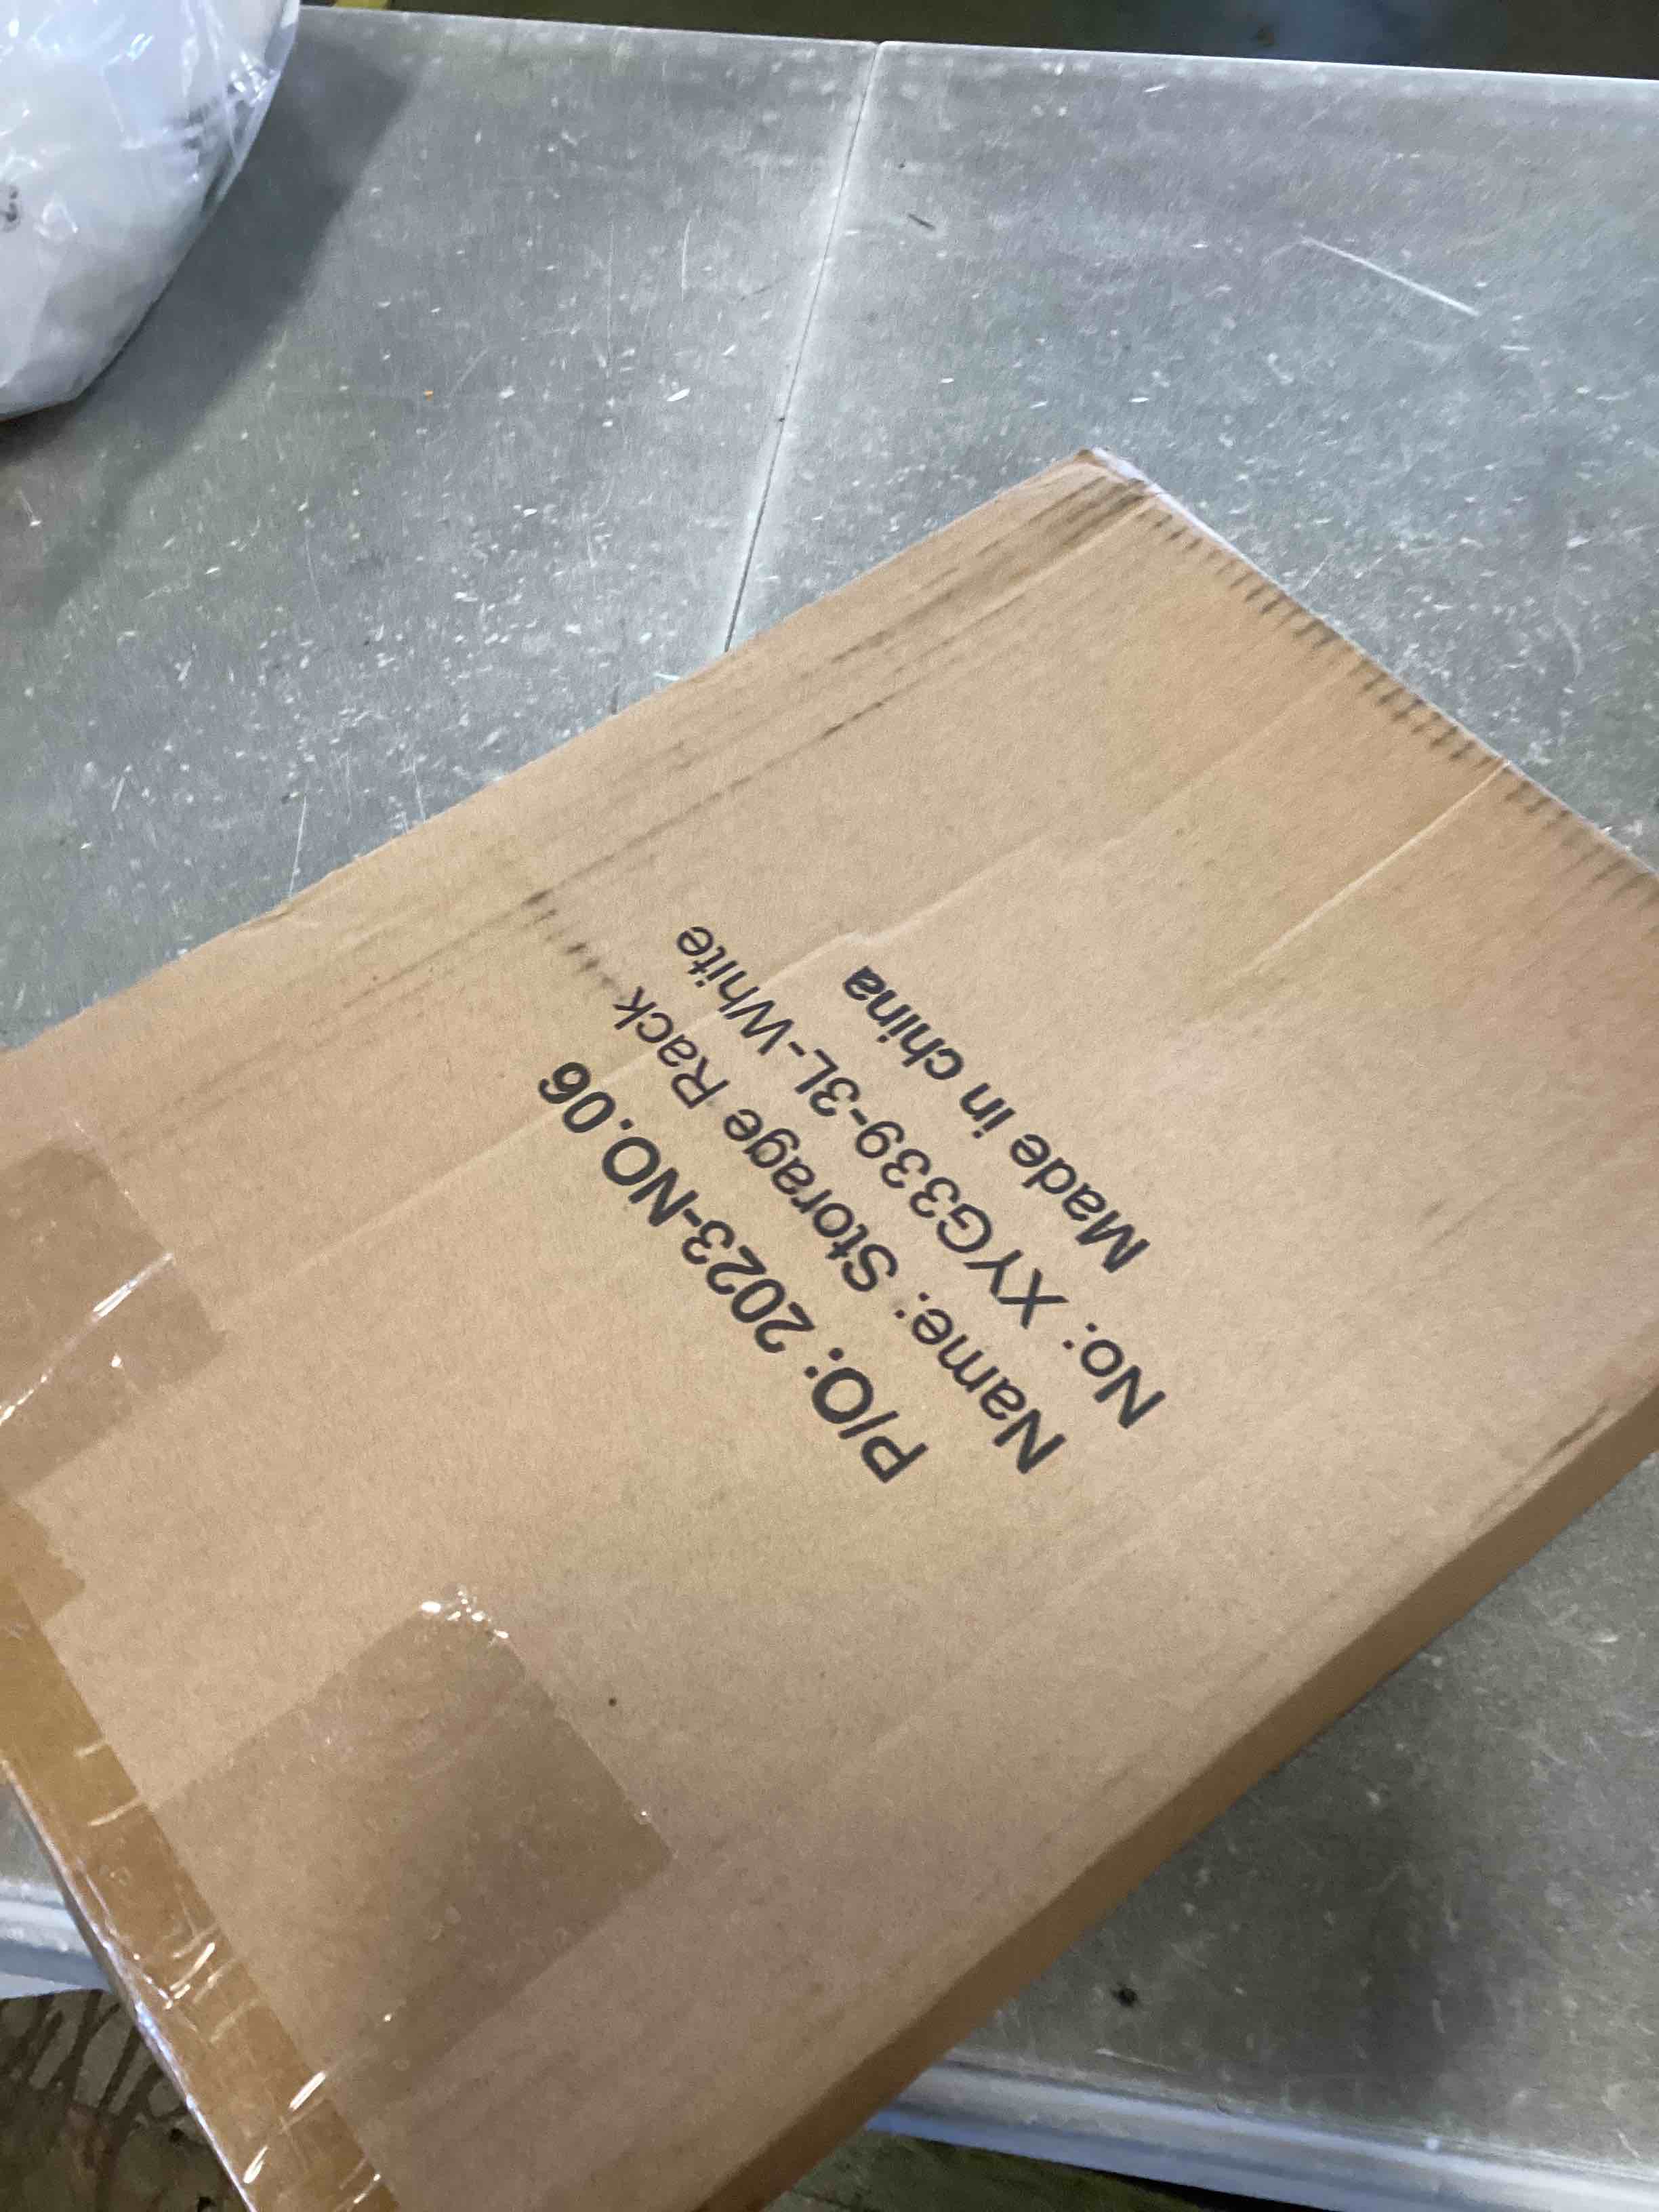 P/O: 2023-NO.06
Name: Storage Rack
No: XYG339-3L-White
Made in china